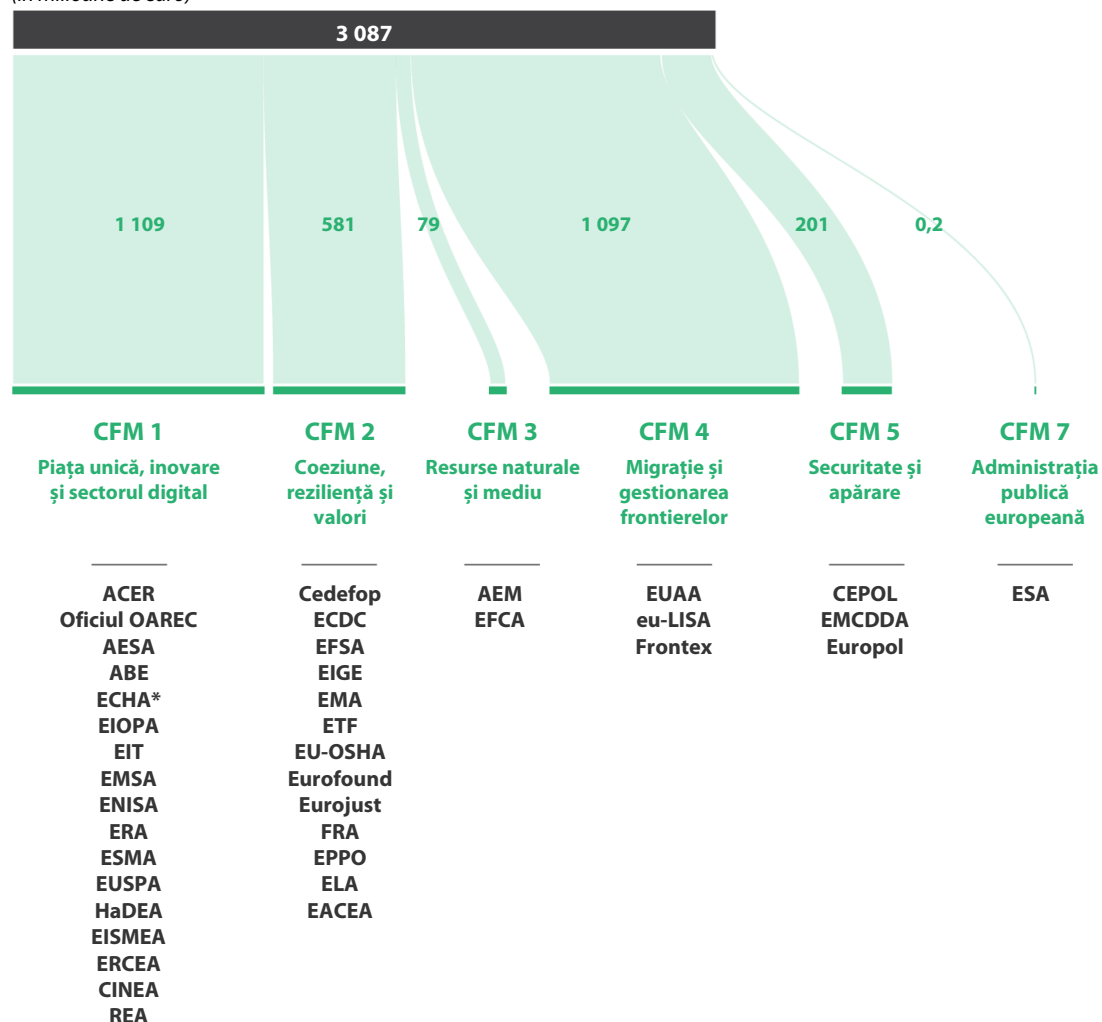 (în milioane de euro)
3 087
1 109
581
79
1 097
201
0,2
CFM 1
Piața unică, inovare
și sectorul digital
ACER
Oficiul OAREC
AESA
ABE
ECHA*
EIOPA
EIT
EMSA
ENISA
ERA
ESMA
EUSPA
HaDEA
EISMEA
ERCEA
CINEA
REA
CFM 2
Coeziune,
reziliență și
valori
Cedefop
ECDC
EFSA
EIGE
EMA
ETF
EU-OSHA
Eurofound
Eurojust
FRA
EPPO
ELA
EACEA
CFM 3
Resurse naturale
și mediu
AEM
EFCA
CFM 4
Migrație și
gestionarea
frontierelor
EUAA
eu-LISA
Frontex
CFM 5
Securitate și
apărare
CEPOL
EMCDDA
Europol
CFM 7
Administrația
publică
europeană
ESA